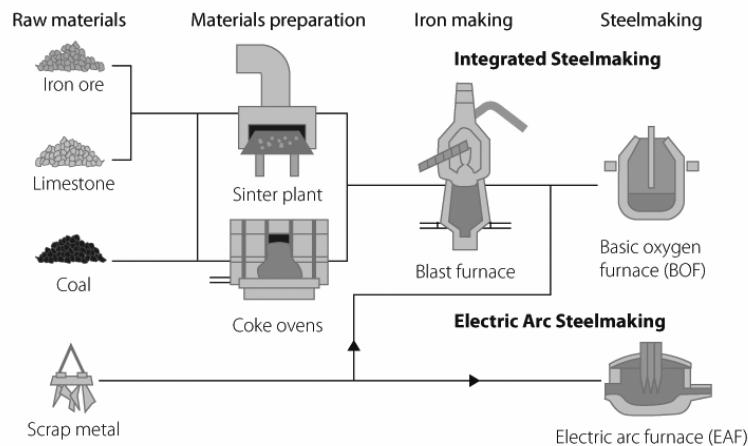 Raw materials
Materials preparation
Iron making
Steelmaking
Integrated Steelmaking
Iron ore
Limestone
Sinter plant
Coal
Coke ovens
Blast furnace
Basic oxygen
furnace (BOF)
Electric Arc Steelmaking
Scrap metal
Electric arc furnace (EAF)